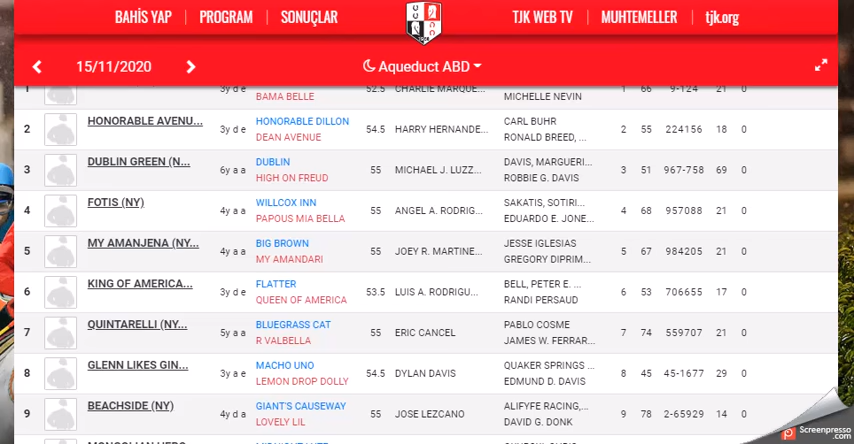 BAHİS YAP | PROGRAM | SONUÇLAR TJK WEB TV | MUHTEMELLER | tjk.org
15/11/2020 Aqueduct ABD
1 3y d e BAMA BELLE 52.5 CHARLIE MARQUE... MICHELLE NEVIN 1 66 9-124 21 0
2 HONORABLE AVENU... 3y d e HONORABLE DILLON 54.5 HARRY HERNANDE... CARL BUHR 2 55 224156 18 0
DEAN AVENUE RONALD BREED, ...
3 DUBLIN GREEN (N... 6y a a DUBLIN 55 MICHAEL J. LUZZ... DAVIS, MARGUERI... 3 51 967-758 69 0
HIGH ON FREUD ROBBIE G. DAVIS
4 FOTIS (NY) 4y a a WILLCOX INN 55 ANGEL A. RODRIG... SAKATIS, SOTIRI... 4 68 957088 21 0
PAPOUS MIA BELLA EDUARDO E. JONE...
5 MY AMANJENA (NY... 4y a a BIG BROWN 55 JOEY R. MARTINE... JESSE IGLESIAS 5 67 984205 21 0
MY AMANDARI GREGORY DIPRIM...
6 KING OF AMERICA... 3y d e FLATTER 53.5 LUIS A. RODRIGU... BELL, PETER E. ... 6 53 706655 17 0
QUEEN OF AMERICA RANDI PERSAUD
7 QUINTARELLI (NY... 5y a a BLUEGRASS CAT 55 ERIC CANCEL PABLO COSME 7 74 559707 21 0
R VALBELLA JAMES W. FERRAR...
8 GLENN LIKES GIN... 3y a e MACHO UNO 54.5 DYLAN DAVIS QUAKER SPRINGS ... 8 45 45-1677 29 0
LEMON DROP DOLLY EDMUND D. DAVIS
9 BEACHSIDE (NY) 4y d a GIANT'S CAUSEWAY 55 JOSE LEZCANO ALIFYFE RACING,... 9 78 2-65929 14 0
LOVELY LIL DAVID G. DONK
Screenpresso
.com